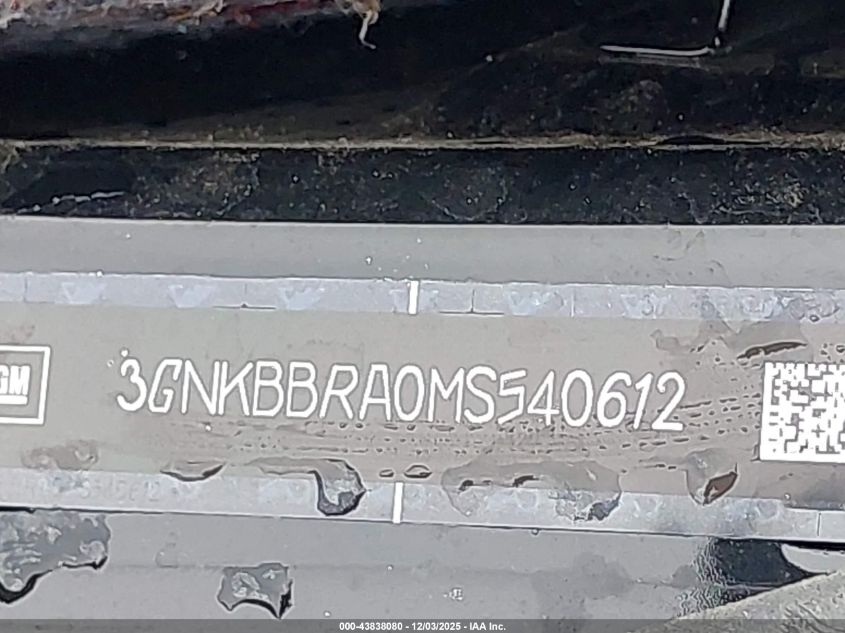 GM
3GNKBBRA0MS540612
000-43838080 - 12/03/2025 - IAA Inc.